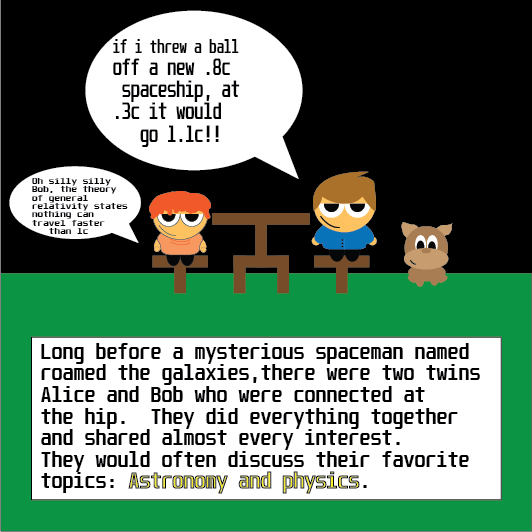 if i threw a ball
off a new .8c
spaceship, at
.3c it would
go 1.1c!!
Oh silly silly
Bob, the theory
of general
relativity states
nothing can
travel faster
than 1c
Long before a mysterious spaceman named
roamed the galaxies,there were two twins
Alice and Bob who were connected at
the hip. They did everything together
and shared almost every interest.
They would often discuss their favorite
topics: Astronomy and physics.